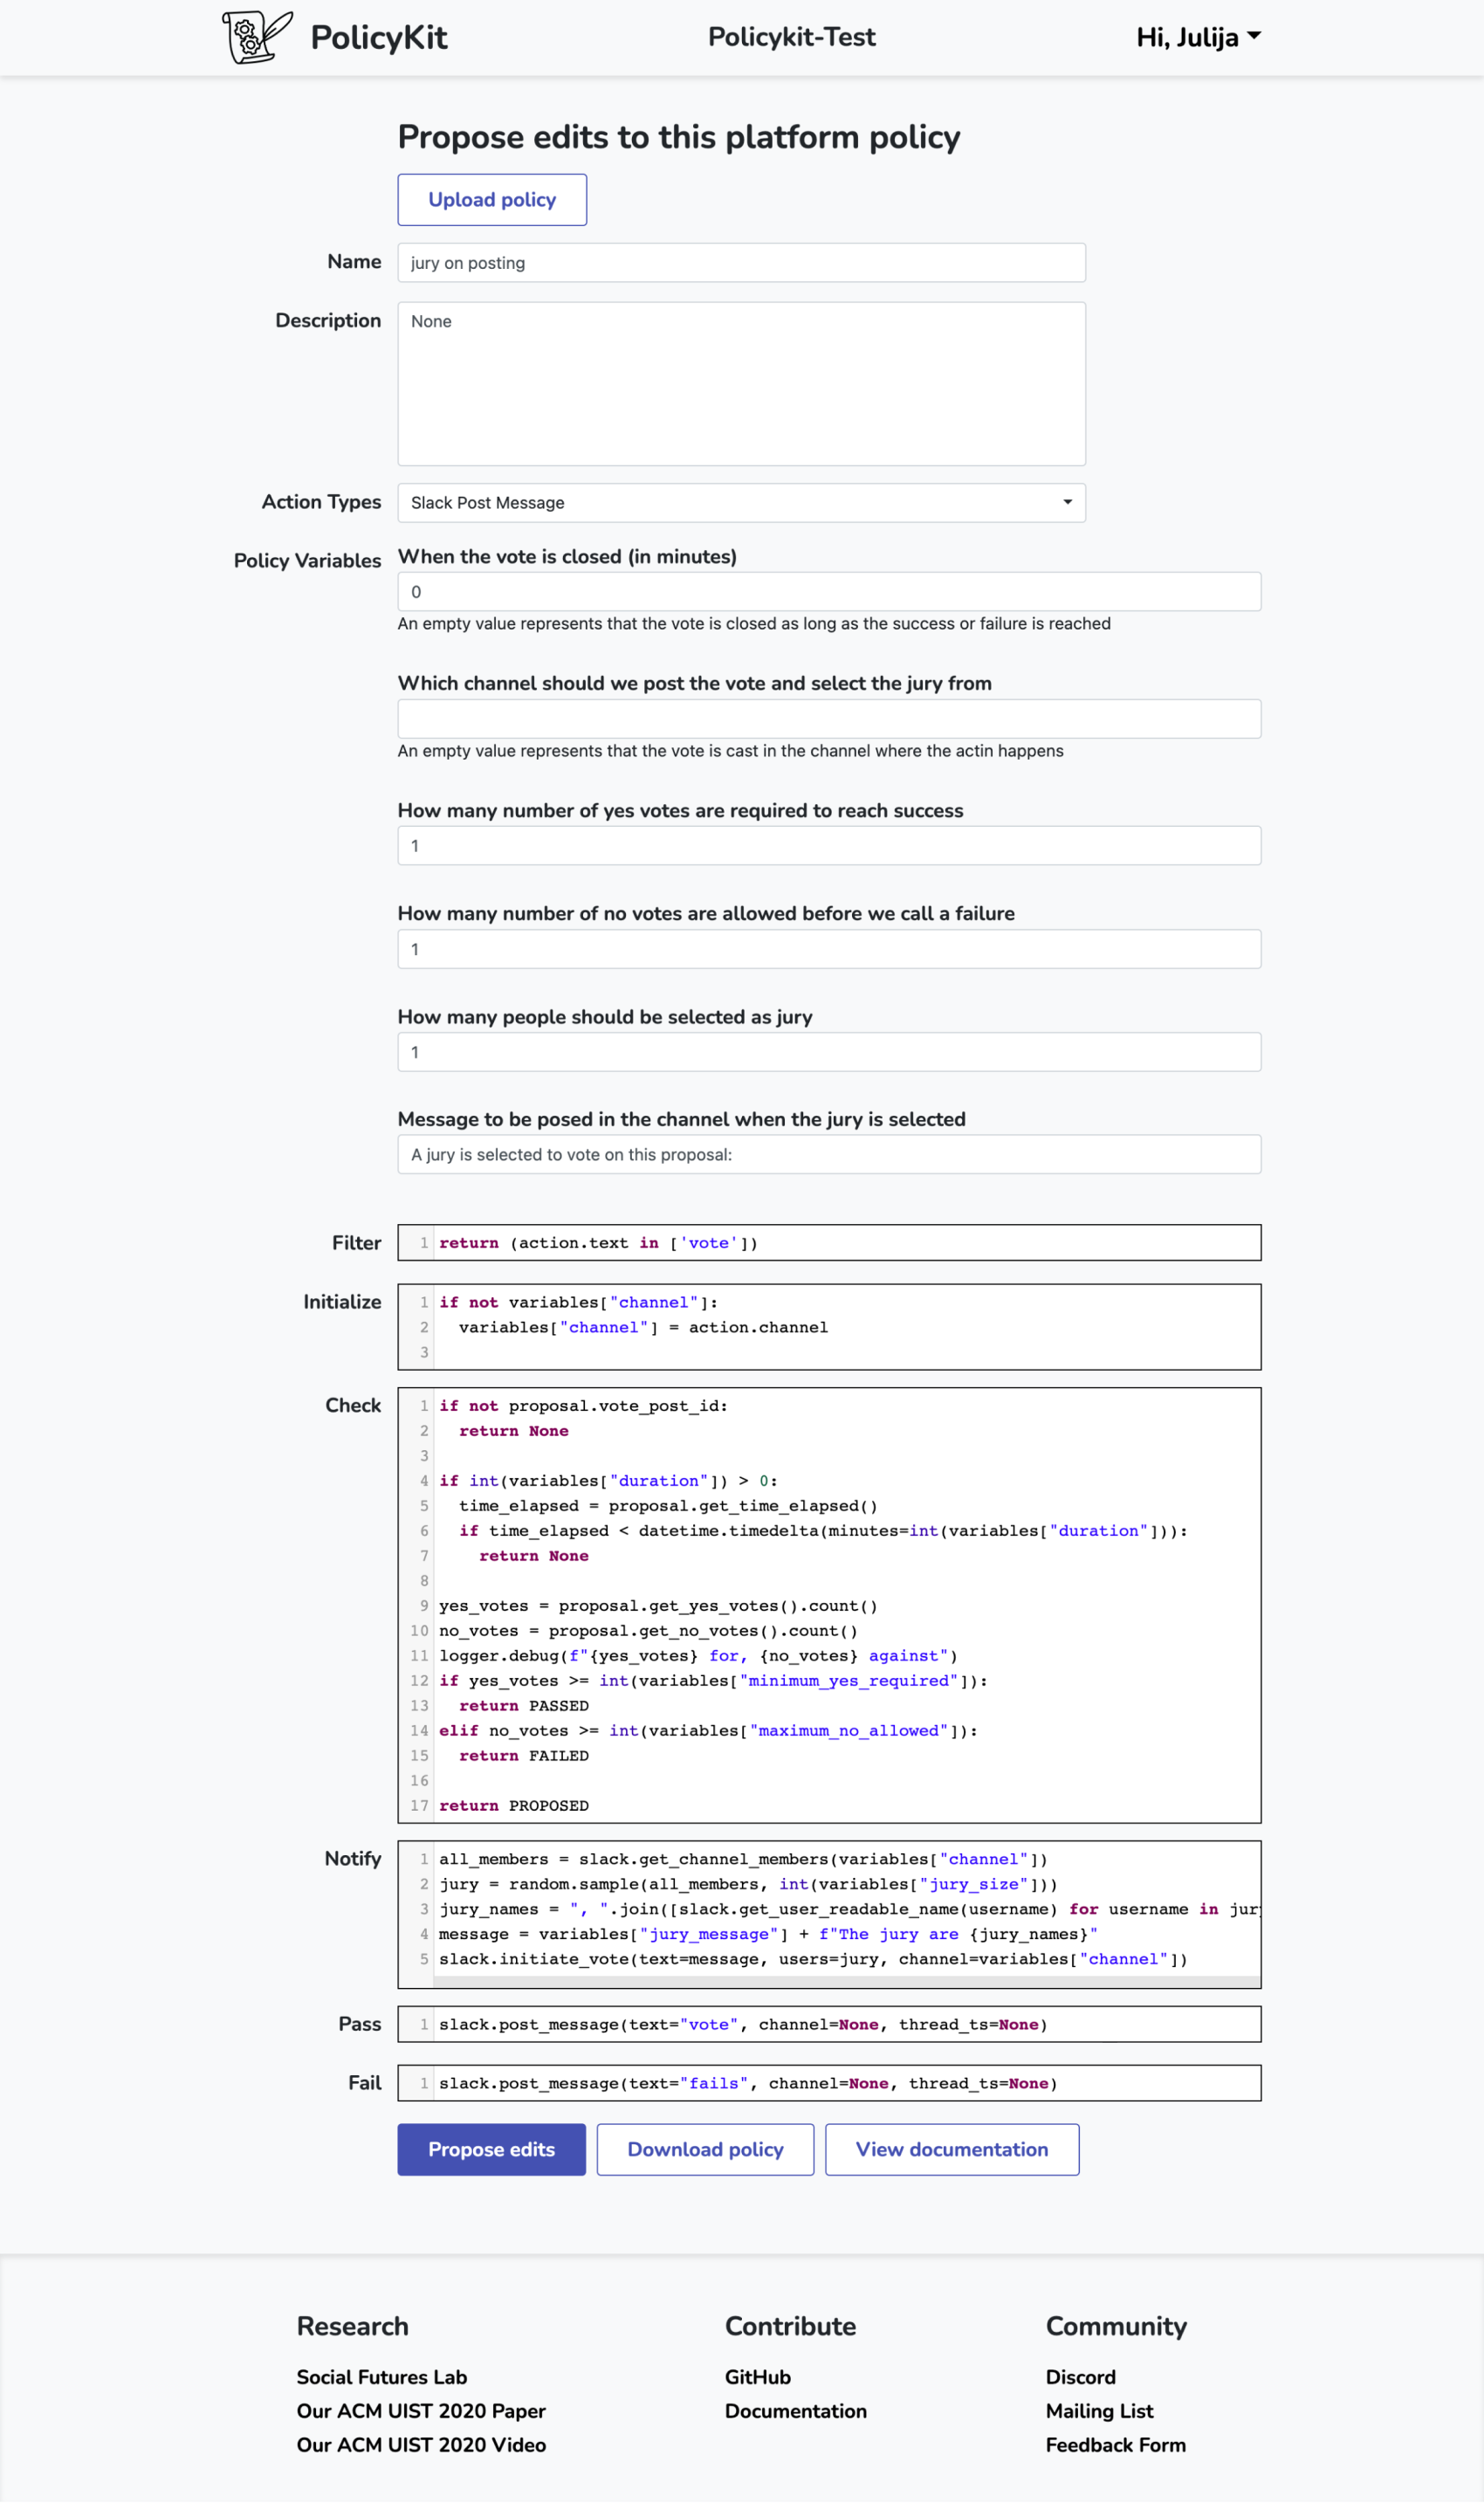 PolicyKit
Policykit-Test
Hi, Julija
Propose edits to this platform policy
Upload policy
Name
jury on posting
Description
None
Action Types
Slack Post Message
Policy Variables
When the vote is closed (in minutes)
0
An empty value represents that the vote is closed as long as the success or failure is reached
Which channel should we post the vote and select the jury from
An empty value represents that the vote is cast in the channel where the actin happens
How many number of yes votes are required to reach success
1
How many number of no votes are allowed before we call a failure
1
How many people should be selected as jury
1
Message to be posed in the channel when the jury is selected
A jury is selected to vote on this proposal:
Filter
1 return (action.text in ['vote'])
Initialize
1 if not variables["channel"]:
2   variables["channel"] = action.channel
3
Check
1 if not proposal.vote_post_id:
2   return None
3
4 if int(variables["duration"]) > 0:
5   time_elapsed = proposal.get_time_elapsed()
6   if time_elapsed < datetime.timedelta(minutes=int(variables["duration"])):
7     return None
8
9 yes_votes = proposal.get_yes_votes().count()
10 no_votes = proposal.get_no_votes().count()
11 logger.debug(f"{yes_votes} for, {no_votes} against")
12 if yes_votes >= int(variables["minimum_yes_required"]):
13   return PASSED
14 elif no_votes >= int(variables["maximum_no_allowed"]):
15   return FAILED
16
17 return PROPOSED
Notify
1 all_members = slack.get_channel_members(variables["channel"])
2 jury = random.sample(all_members, int(variables["jury_size"]))
3 jury_names = ", ".join([slack.get_user_readable_name(username) for username in jur
4 message = variables["jury_message"] + f"The jury are {jury_names}"
5 slack.initiate_vote(text=message, users=jury, channel=variables["channel"])
Pass
1 slack.post_message(text="vote", channel=None, thread_ts=None)
Fail
1 slack.post_message(text="fails", channel=None, thread_ts=None)
Propose edits
Download policy
View documentation
Research
Social Futures Lab
Our ACM UIST 2020 Paper
Our ACM UIST 2020 Video
Contribute
GitHub
Documentation
Community
Discord
Mailing List
Feedback Form